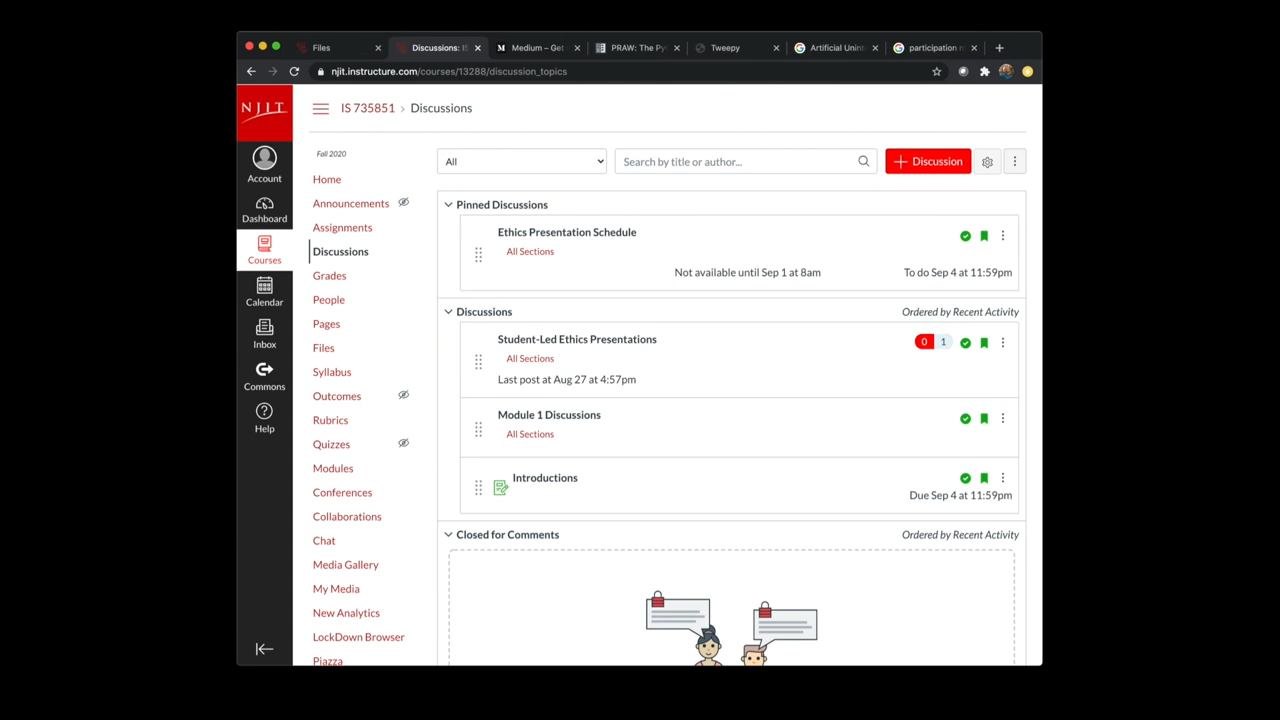 Files
Discussions: IS
Medium – Get
PRAW: The Py
Tweepy
Artificial Unint
participation n
njit.instructure.com/courses/13288/discussion_topics
NJIT
Account
Dashboard
Courses
Calendar
Inbox
Commons
Help
IS 735851 › Discussions
Fall 2020
Home
Announcements
Assignments
Discussions
Grades
People
Pages
Files
Syllabus
Outcomes
Rubrics
Quizzes
Modules
Conferences
Collaborations
Chat
Media Gallery
My Media
New Analytics
LockDown Browser
Piazza
All
Search by title or author...
+ Discussion
Pinned Discussions
Ethics Presentation Schedule
All Sections
Not available until Sep 1 at 8am
To do Sep 4 at 11:59pm
Discussions
Ordered by Recent Activity
Student-Led Ethics Presentations
0 1
All Sections
Last post at Aug 27 at 4:57pm
Module 1 Discussions
All Sections
Introductions
Due Sep 4 at 11:59pm
Closed for Comments
Ordered by Recent Activity